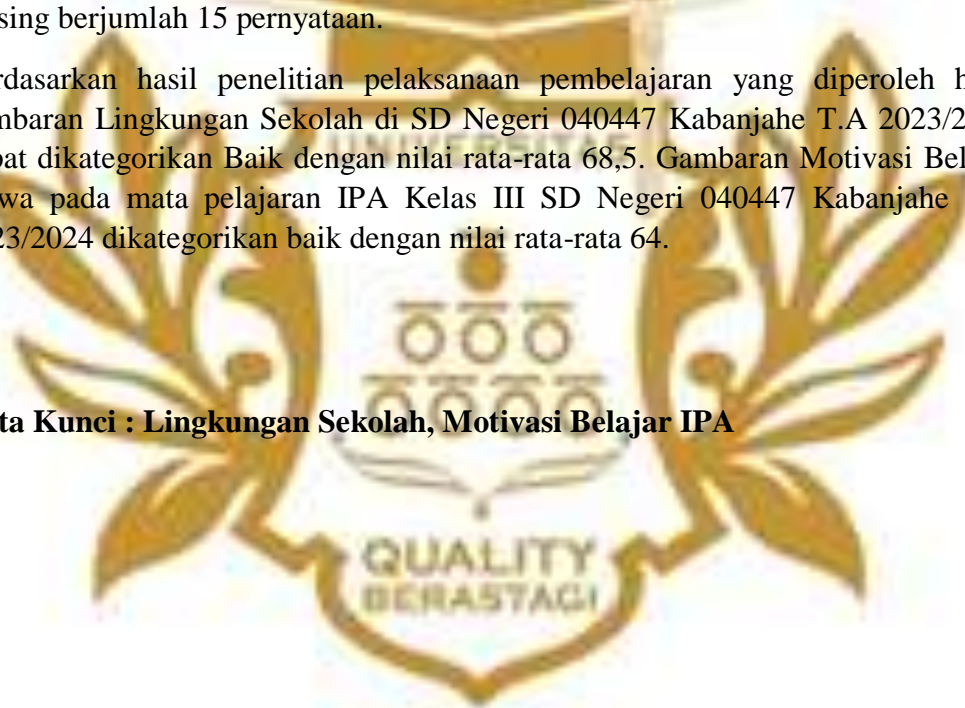 sing berjumlah 15 pernyataan.
rdasarkan hasil penelitian pelaksanaan pembelajaran yang diperoleh h
mbaran Lingkungan Sekolah di SD Negeri 040447 Kabanjahe T.A 2023/2
pat dikategorikan Baik dengan nilai rata-rata 68,5. Gambaran Motivasi Bel
wa pada mata pelajaran IPA Kelas III SD Negeri 040447 Kabanjahe
23/2024 dikategorikan baik dengan nilai rata-rata 64.
ta Kunci : Lingkungan Sekolah, Motivasi Belajar IPA
QUALITY
BERASTAGI